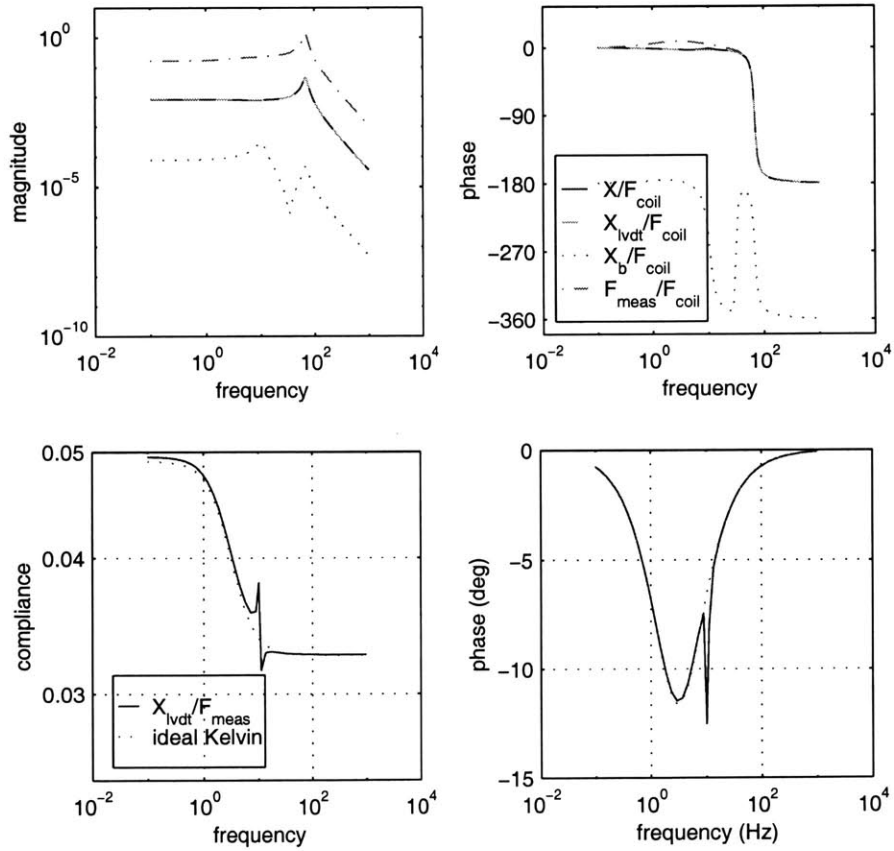 10^0
10^-5
10^-10
magnitude
10^-2 10^0 10^2 10^4
frequency
0
-90
-180
-270
-360
phase
X/F_coil
X_lvdt/F_coil
X_b/F_coil
F_meas/F_coil
10^-2 10^0 10^2 10^4
frequency
0.05
0.04
0.03
compliance
X_lvdt/F_meas
ideal Kelvin
10^-2 10^0 10^2 10^4
frequency
0
-5
-10
-15
phase (deg)
10^-2 10^0 10^2 10^4
frequency (Hz)